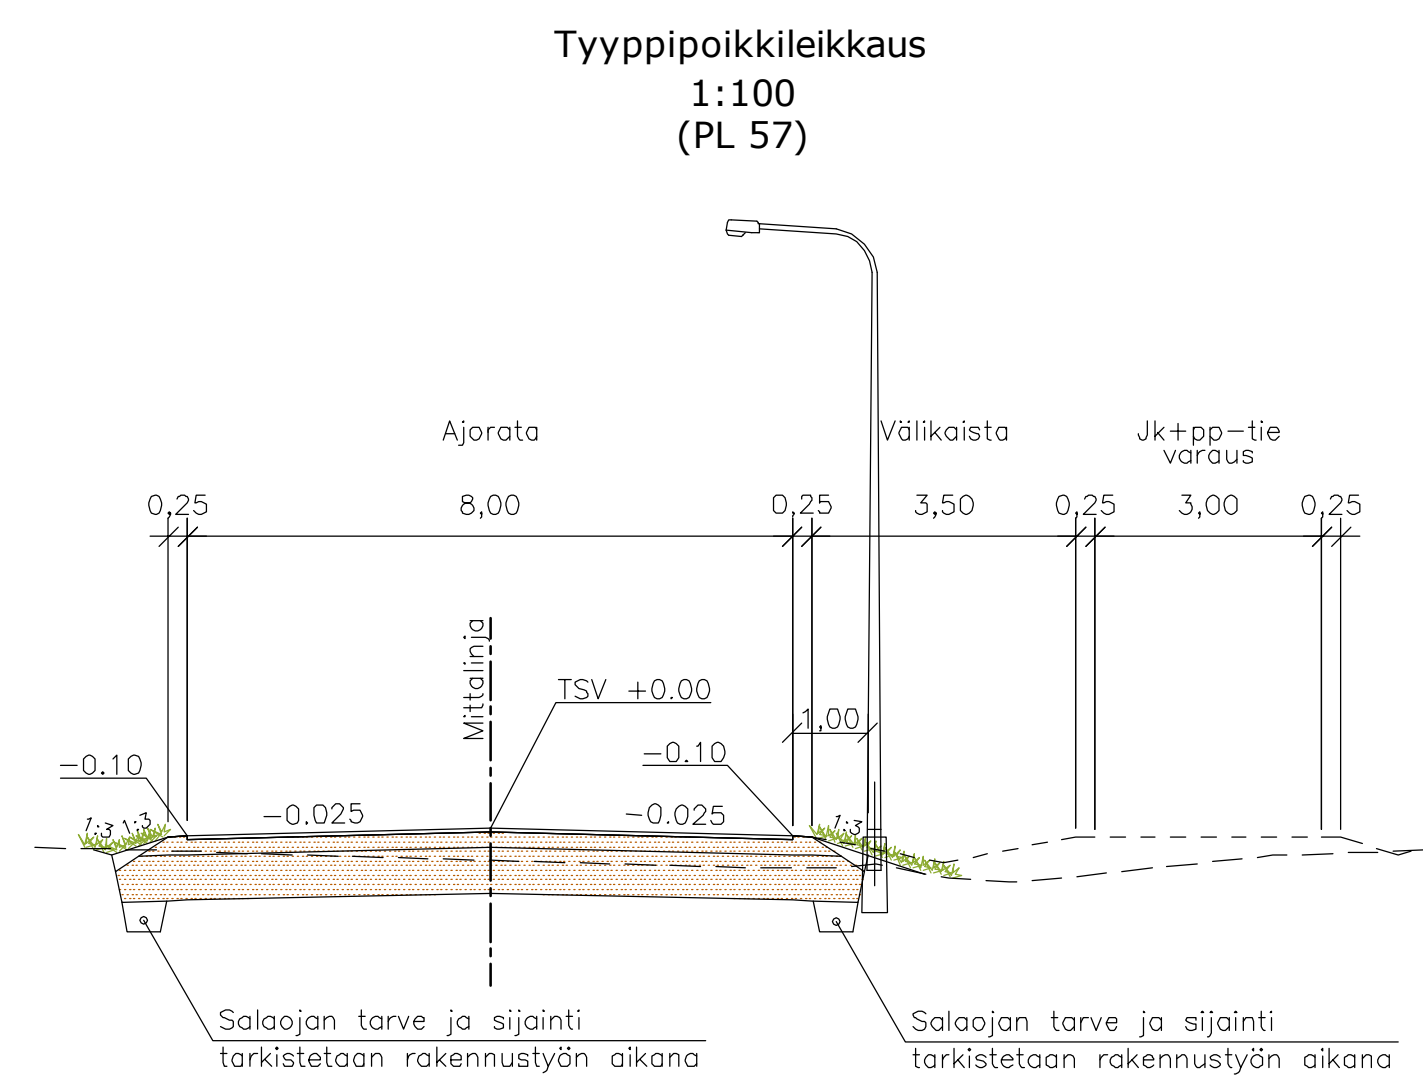 Tyyppipoikkileikkaus
1:100
(PL 57)
Ajorata
Välikaista
Jk+pp-tie
varaus
0,25
8,00
0,25
3,50
0,25
3,00
0,25
Mittalinja
TSV +0.00
1,00
-0.10
-0.10
-0.025
-0.025
1:3
1:3
1:3
Salaojan tarve ja sijainti
tarkistetaan rakennustyön aikana
Salaojan tarve ja sijainti
tarkistetaan rakennustyön aikana